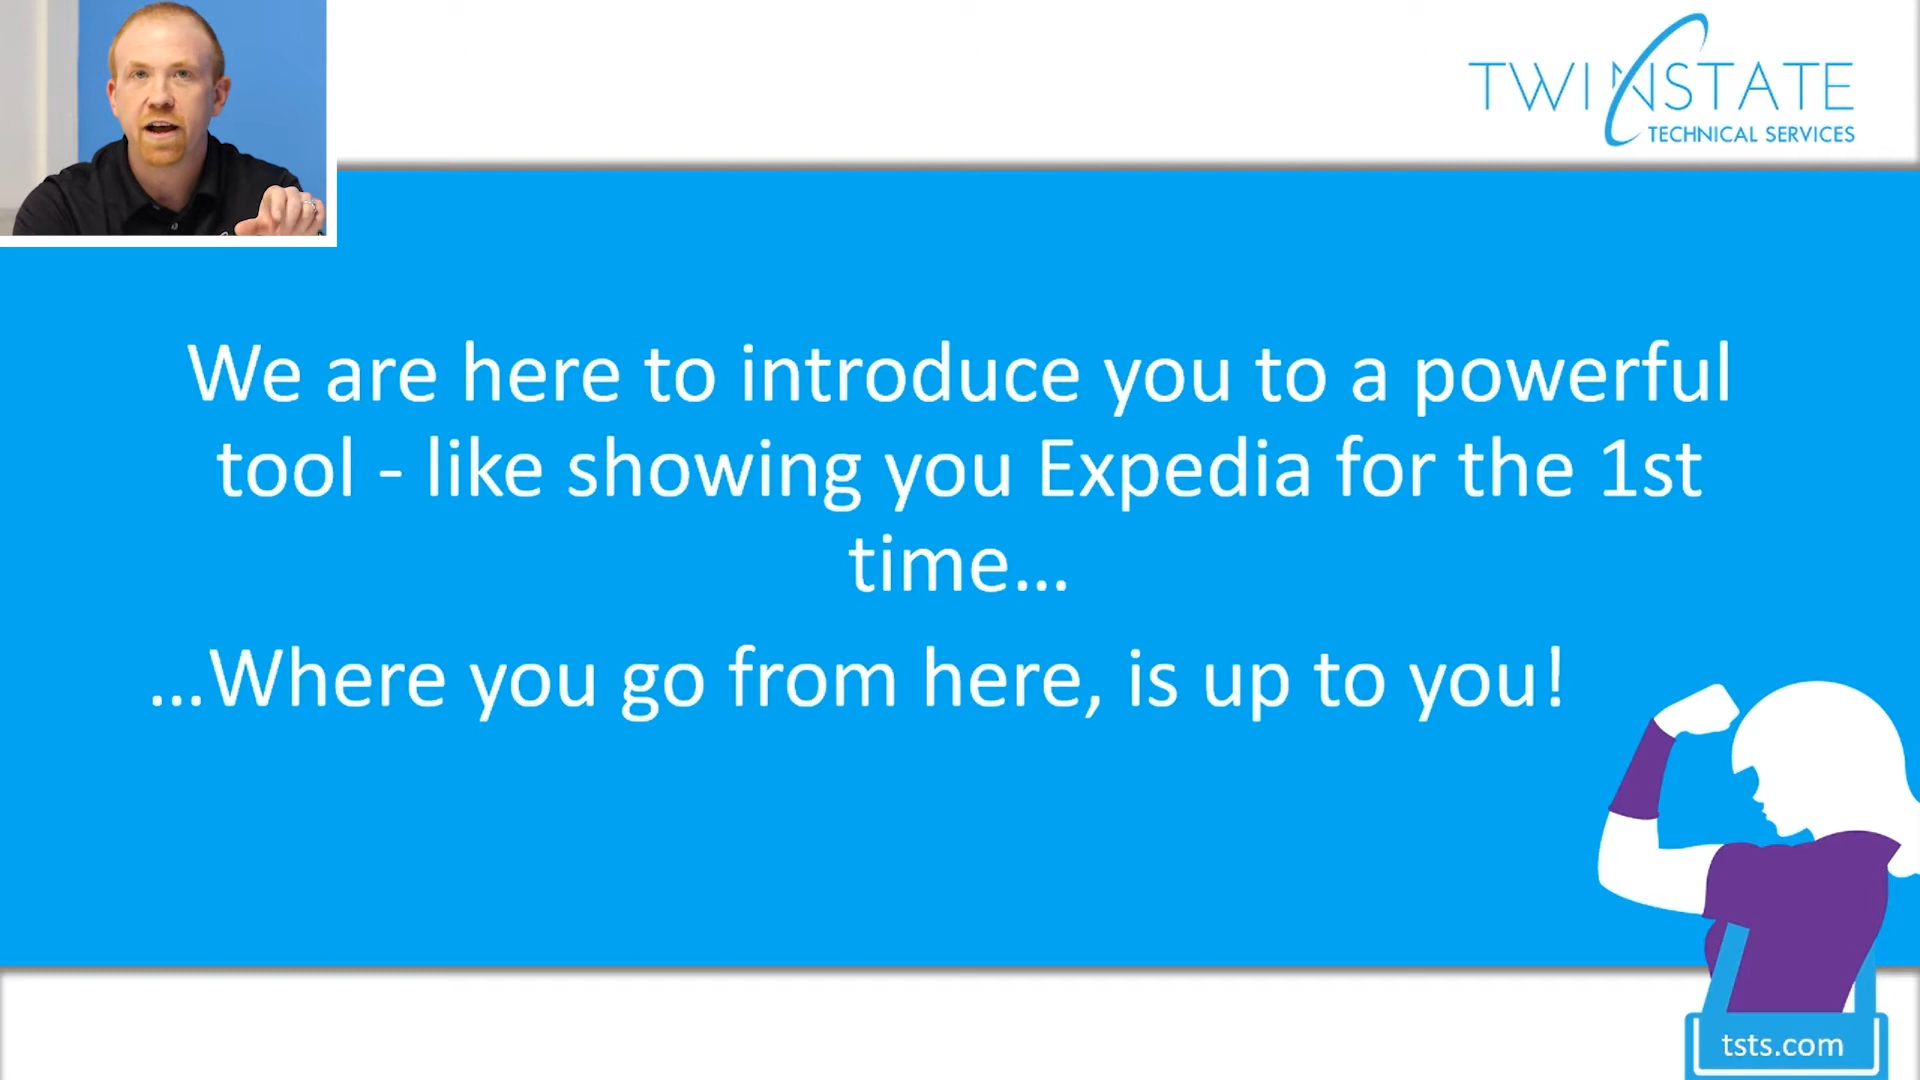 TWINSTATE
TECHNICAL SERVICES
We are here to introduce you to a powerful
tool - like showing you Expedia for the 1st
time...
...Where you go from here, is up to you!
tsts.com